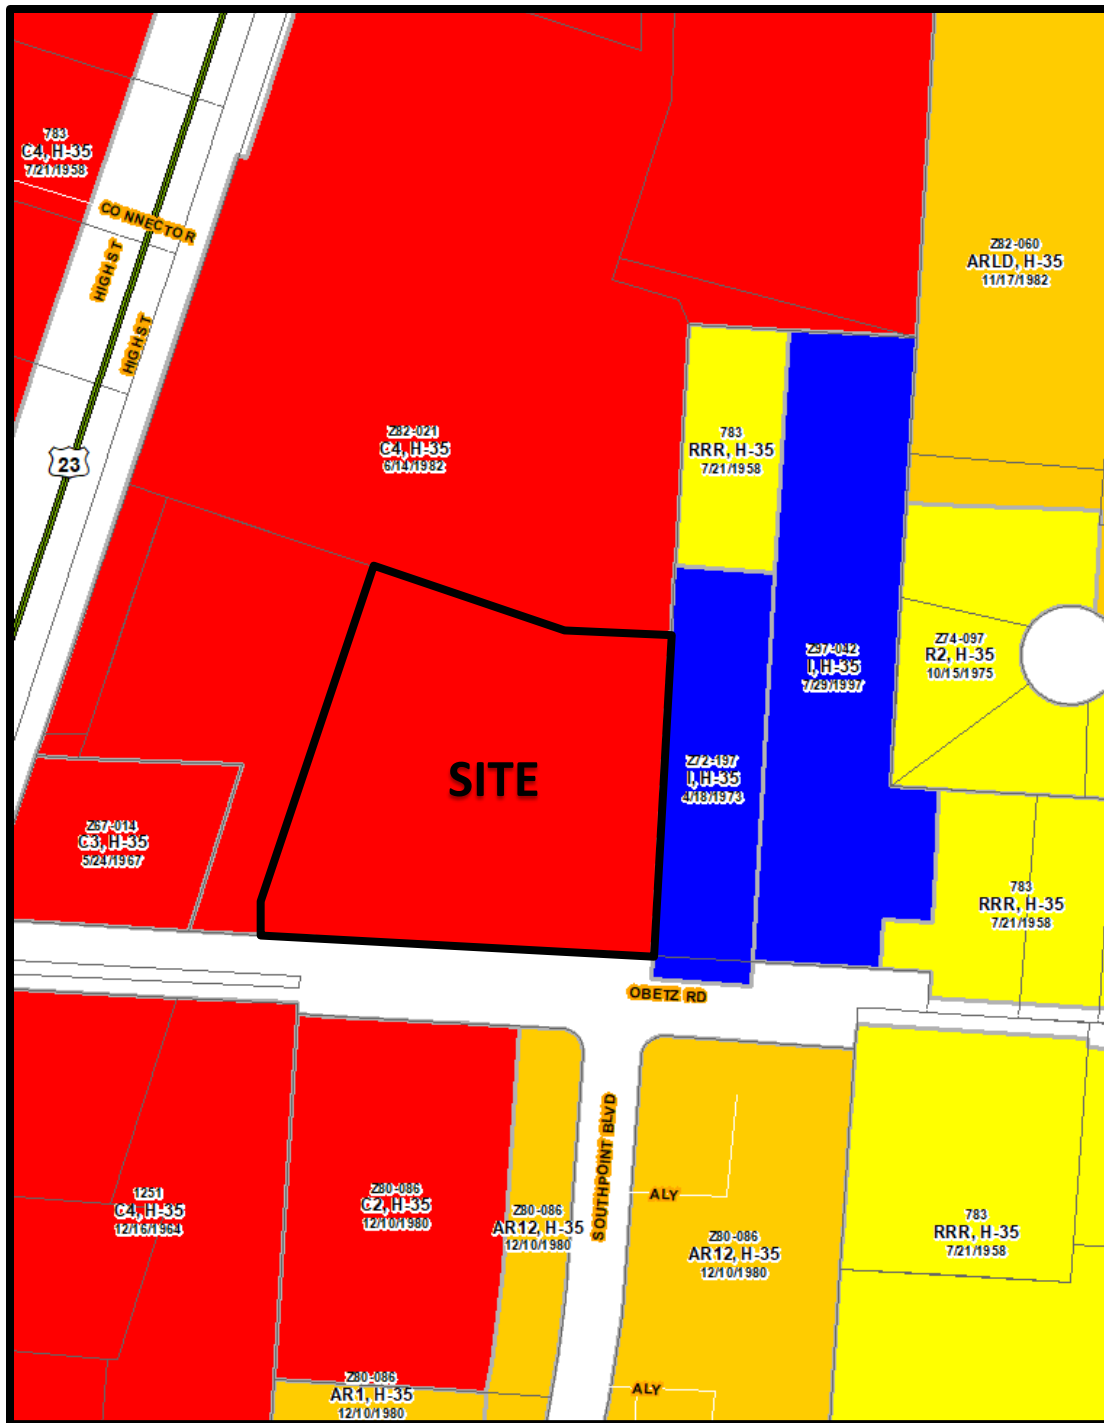 783
C4, H-35
7/21/1958
CONNECTOR
HIGH ST
HIGH ST
23
Z82-060
ARLD, H-35
11/17/1982
Z82-021
C4, H-35
6/14/1982
783
RRR, H-35
7/21/1958
Z97-042
I, H-35
7/29/1997
Z74-097
R2, H-35
10/15/1975
Z72-197
I, H-35
4/18/1973
SITE
Z67-014
C3, H-35
5/24/1967
783
RRR, H-35
7/21/1958
OBETZ RD
SOUTHPOINT BLVD
ALY
1251
C4, H-35
12/16/1964
Z80-086
C2, H-35
12/10/1980
Z80-086
AR12, H-35
12/10/1980
Z80-086
AR12, H-35
12/10/1980
783
RRR, H-35
7/21/1958
Z80-086
AR1, H-35
12/10/1980
ALY